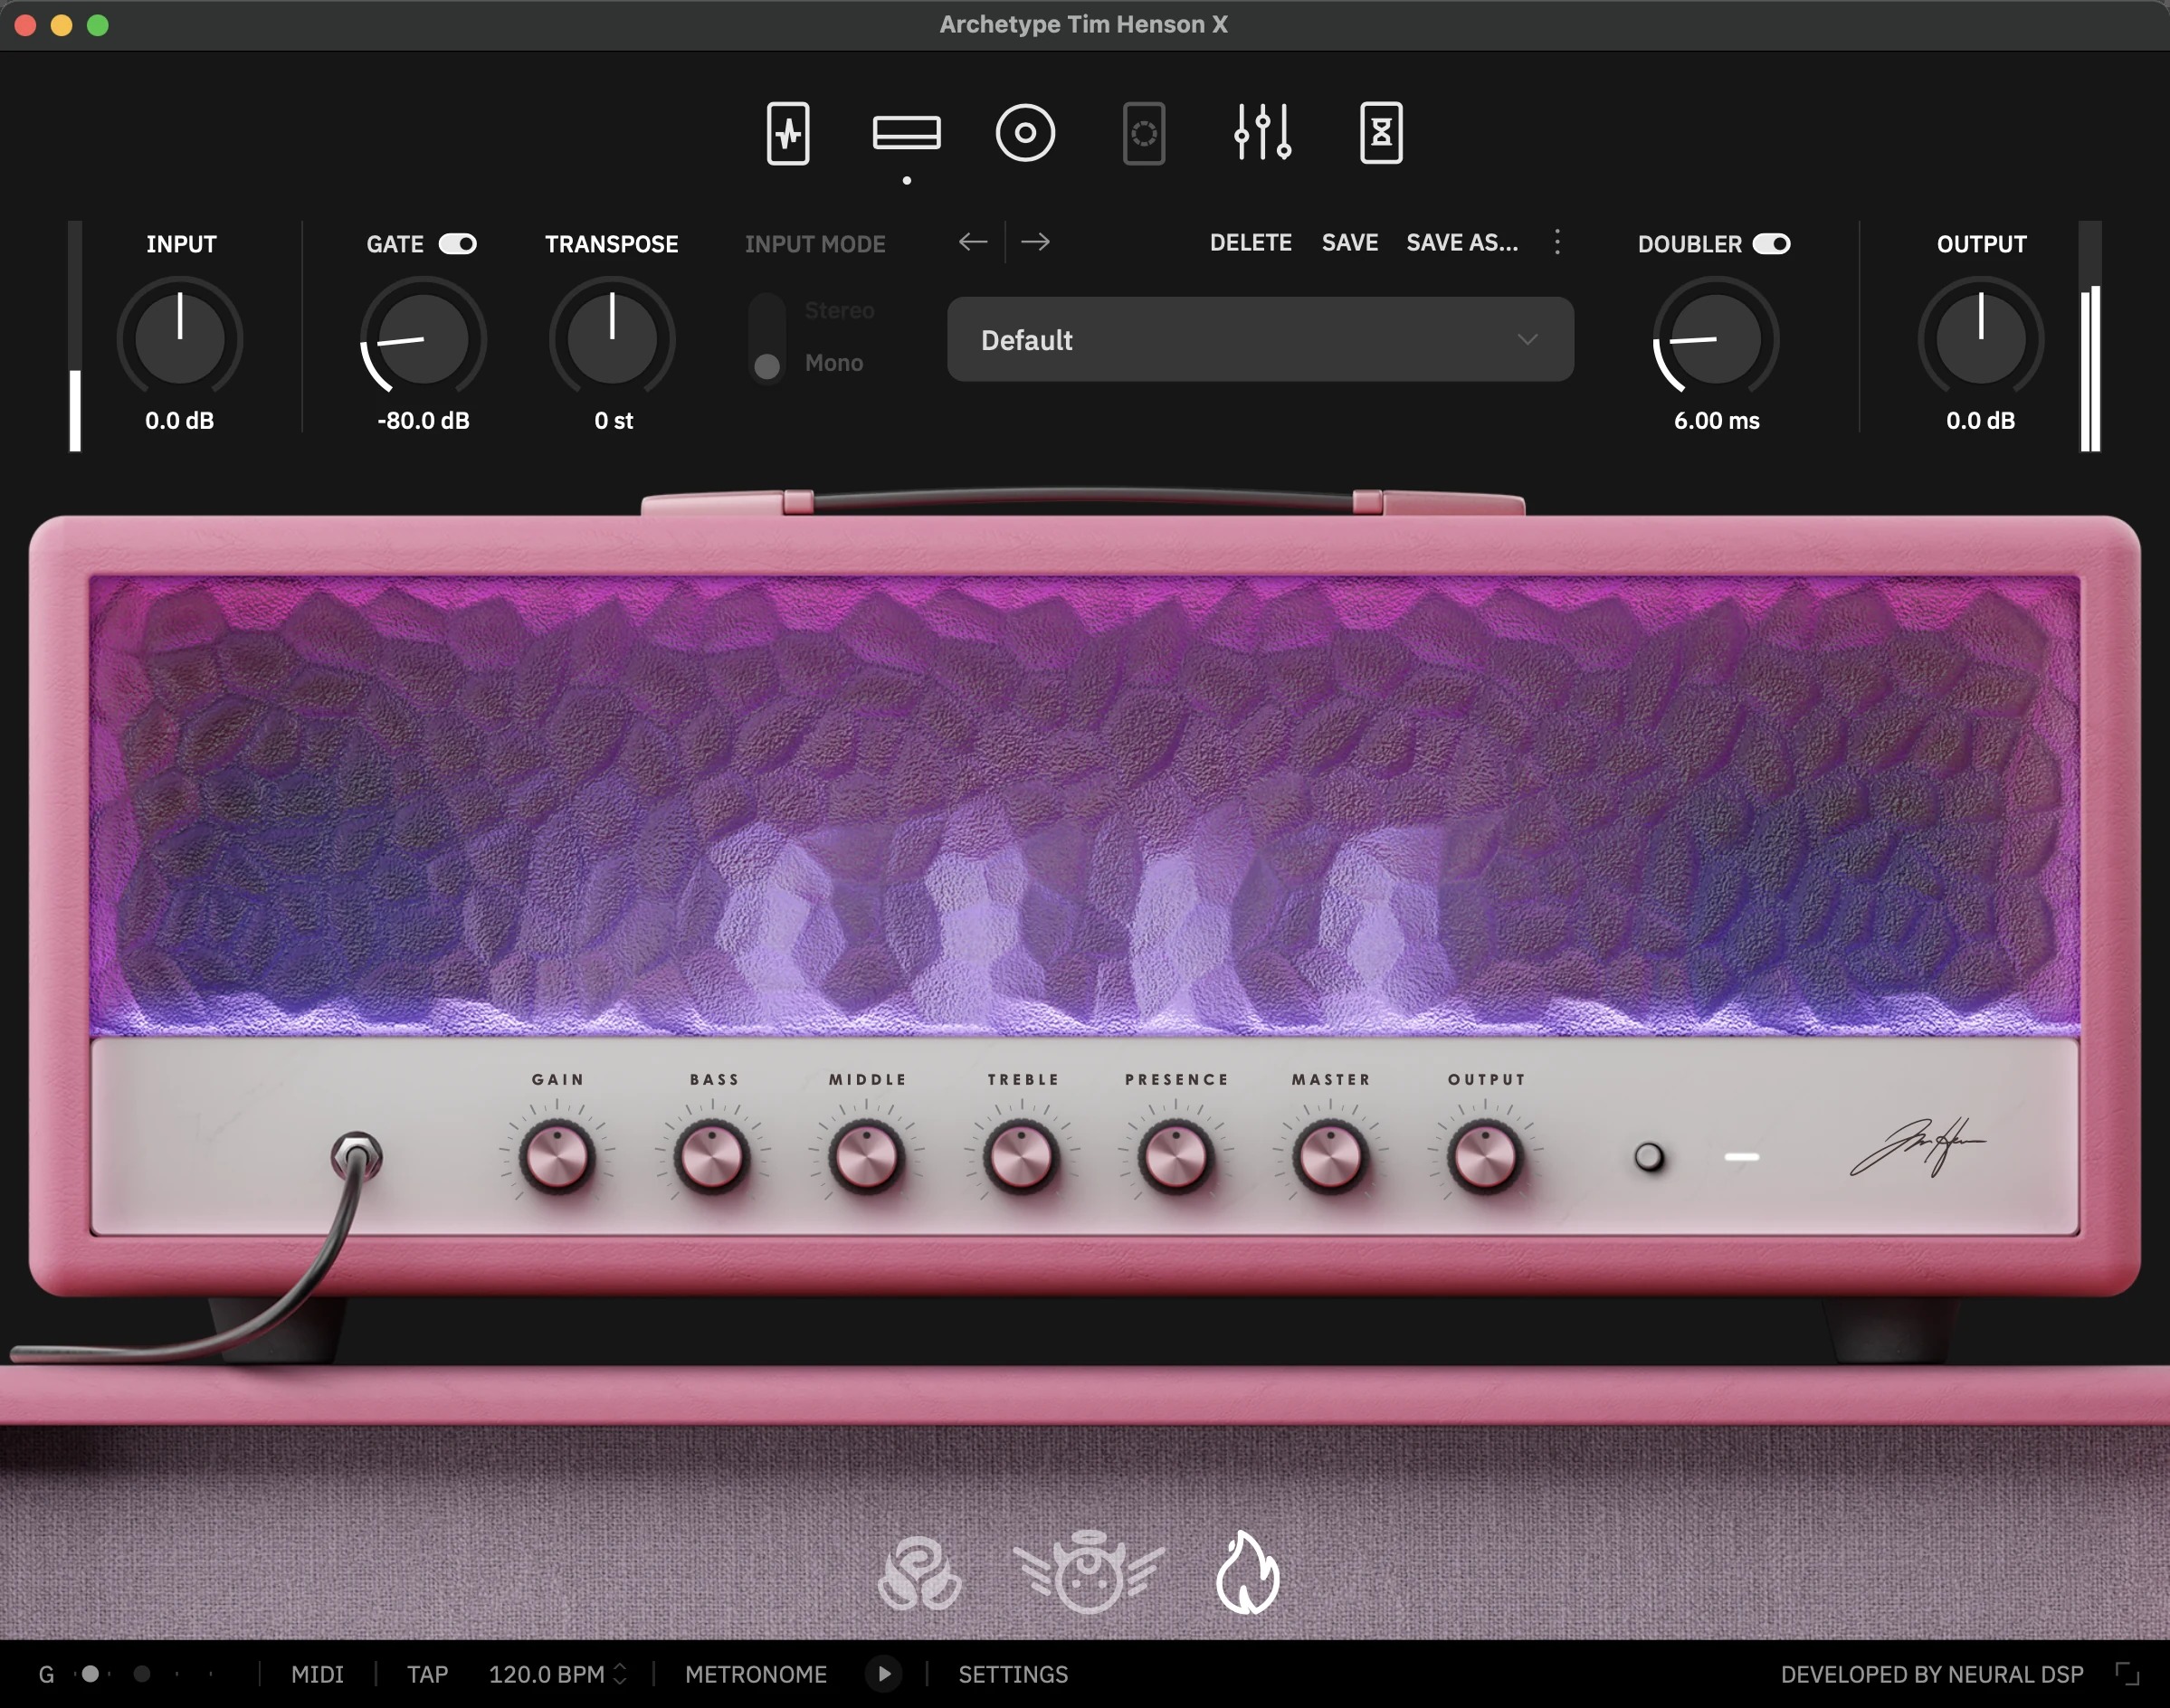 Archetype Tim Henson X
INPUT
GATE
TRANSPOSE
INPUT MODE
DELETE
SAVE
SAVE AS...
DOUBLER
OUTPUT
Stereo
Mono
Default
0.0 dB
-80.0 dB
0 st
6.00 ms
0.0 dB
GAIN
BASS
MIDDLE
TREBLE
PRESENCE
MASTER
OUTPUT
G
MIDI
TAP
120.0 BPM
METRONOME
SETTINGS
DEVELOPED BY NEURAL DSP